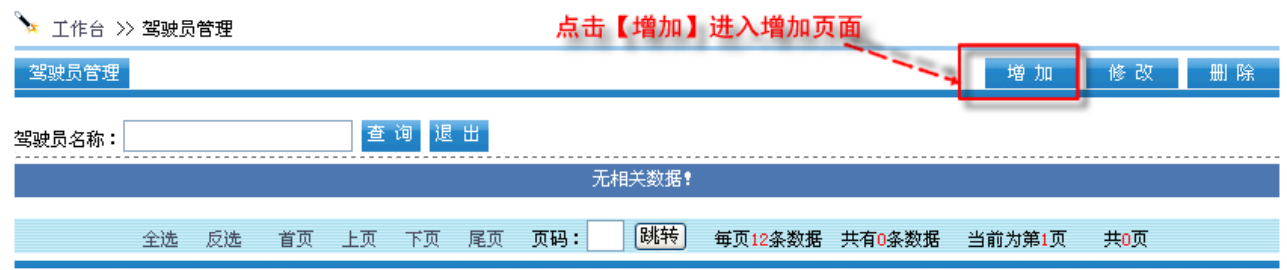 工作台 >> 驾驶员管理
点击【增加】进入增加页面
驾驶员管理 增 加 修 改 删 除
驾驶员名称： 查 询 退 出
无相关数据！
全选 反选 首页 上页 下页 尾页 页码： 跳转 每页12条数据 共有0条数据 当前为第1页 共0页